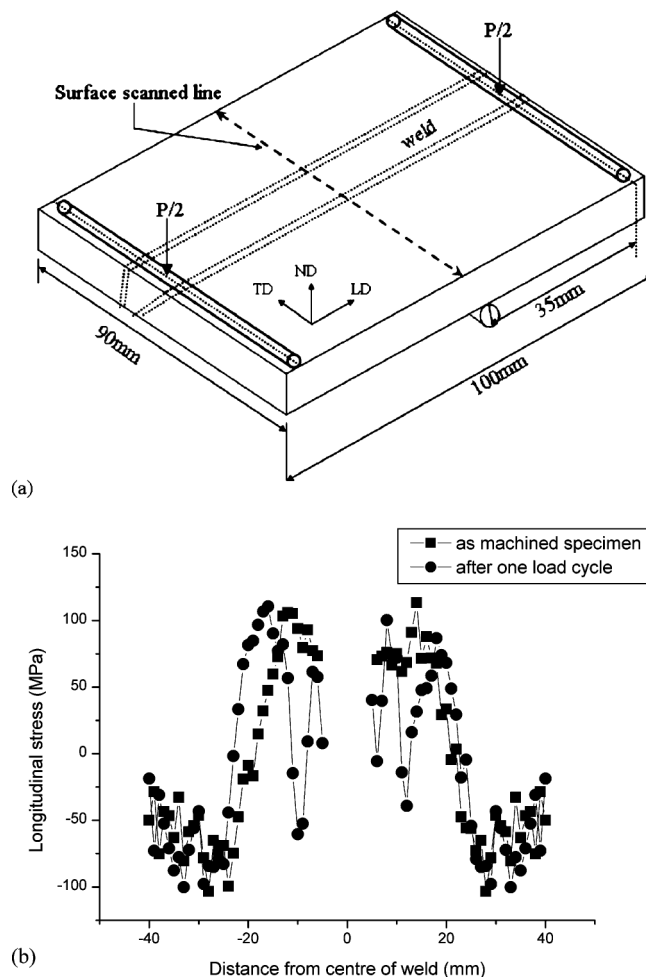 P/2
Surface scanned line
weld
P/2
ND
TD
LD
35mm
90mm
100mm
(a)
as machined specimen
after one load cycle
150
100
50
0
-50
-100
Longitudinal stress (MPa)
-40 -20 0 20 40
Distance from centre of weld (mm)
(b)